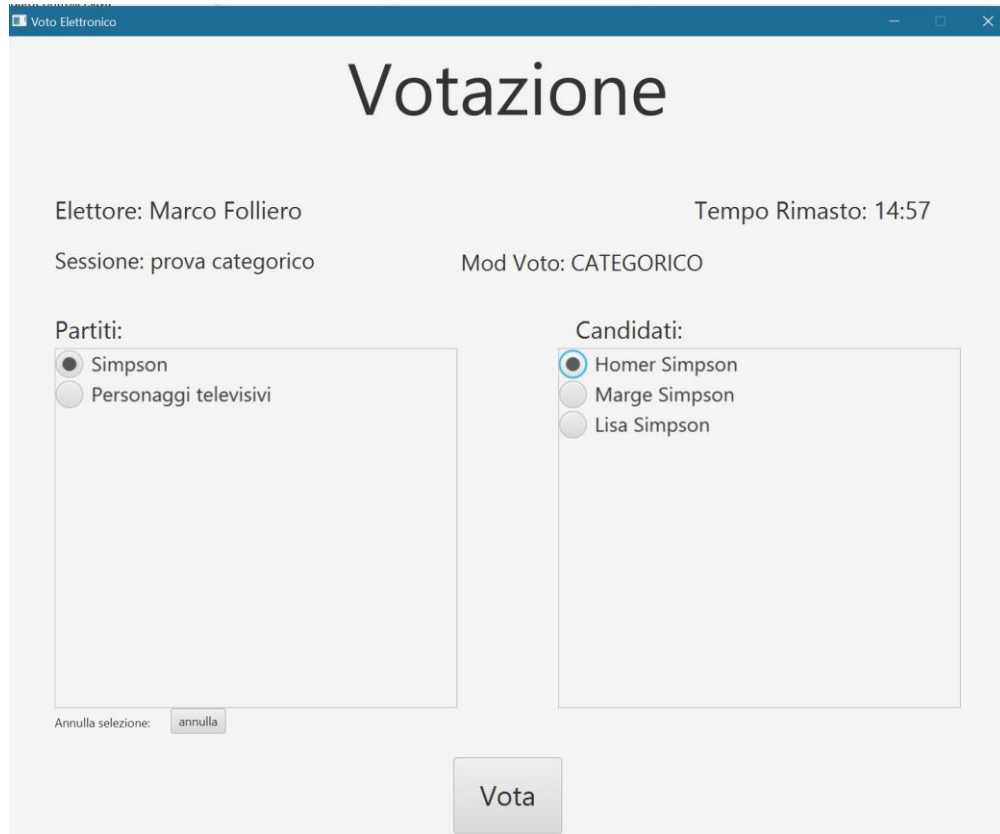 Voto Elettronico
Votazione
Elettore: Marco Folliero
Tempo Rimasto: 14:57
Sessione: prova categorico
Mod Voto: CATEGORICO
Partiti:
Simpson
Personaggi televisivi
Candidati:
Homer Simpson
Marge Simpson
Lisa Simpson
Annulla selezione:
annulla
Vota